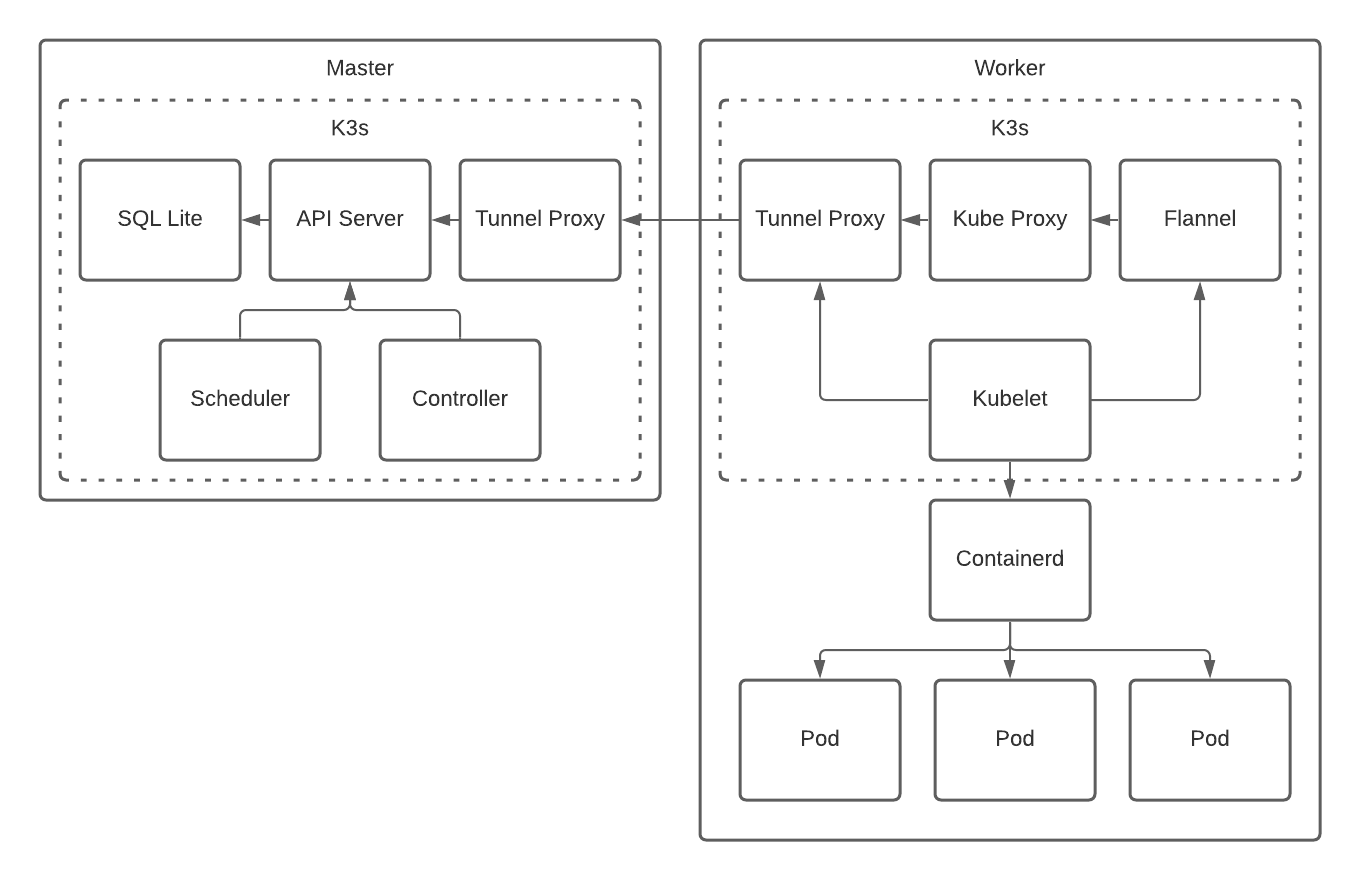 Master
K3s
SQL Lite
API Server
Tunnel Proxy
Scheduler
Controller
Worker
K3s
Tunnel Proxy
Kube Proxy
Flannel
Kubelet
Containerd
Pod
Pod
Pod